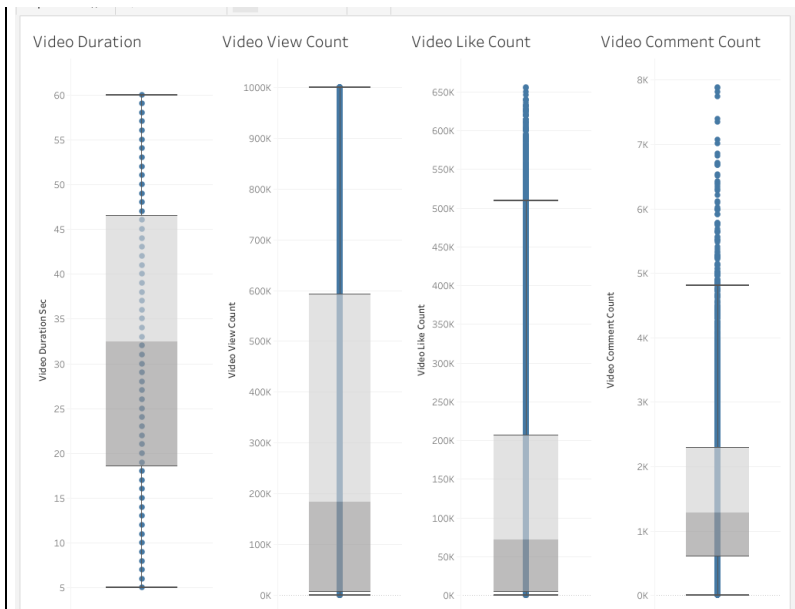 Video Duration
Video View Count
Video Like Count
Video Comment Count
Video Duration Sec
60
55
50
45
40
35
30
25
20
15
10
5
Video View Count
1000K
900K
800K
700K
600K
500K
400K
300K
200K
100K
0K
Video Like Count
650K
600K
550K
500K
450K
400K
350K
300K
250K
200K
150K
100K
50K
0K
Video Comment Count
8K
7K
6K
5K
4K
3K
2K
1K
0K